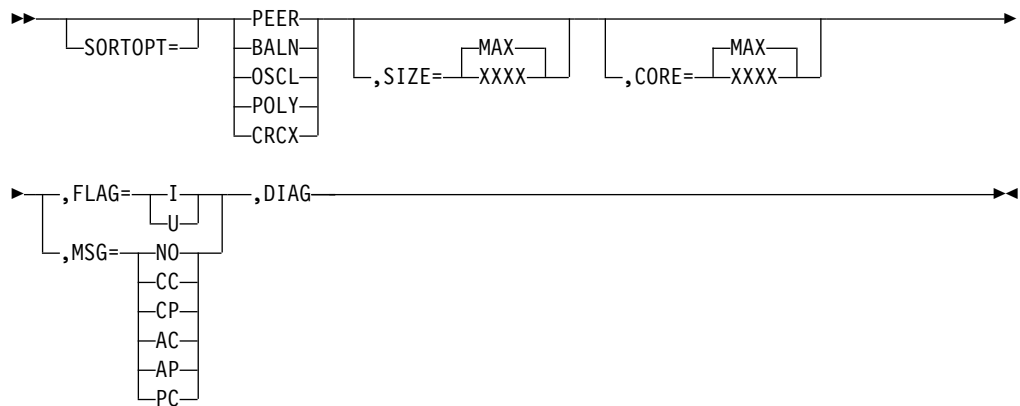 PEER
SORTOPT= BALN MAX MAX
OSCL ,SIZE= XXXX ,CORE= XXXX
POLY
CRCX
,FLAG= I ,DIAG
U
,MSG= NO
CC
CP
AC
AP
PC